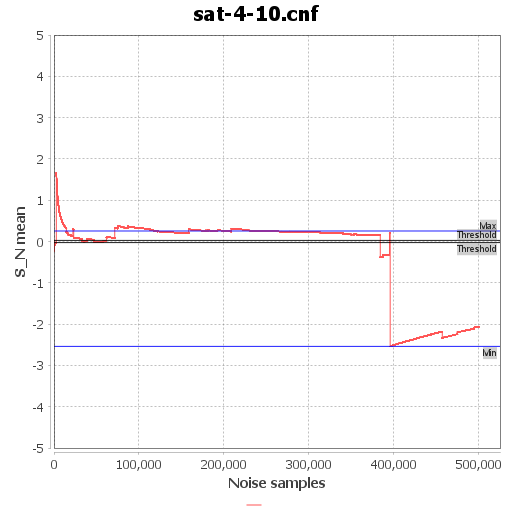 sat-4-10.cnf
5
4
3
2
1
0
-1
-2
-3
-4
-5
S_N mean
Max
Threshold
Threshold
Min
0
100,000
200,000
300,000
400,000
500,000
Noise samples